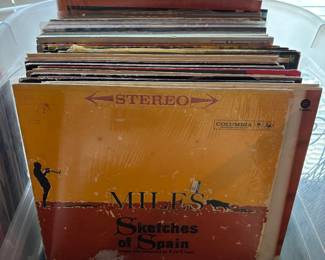 STEREO
COLUMBIA
MILES
Sketches
of Spain